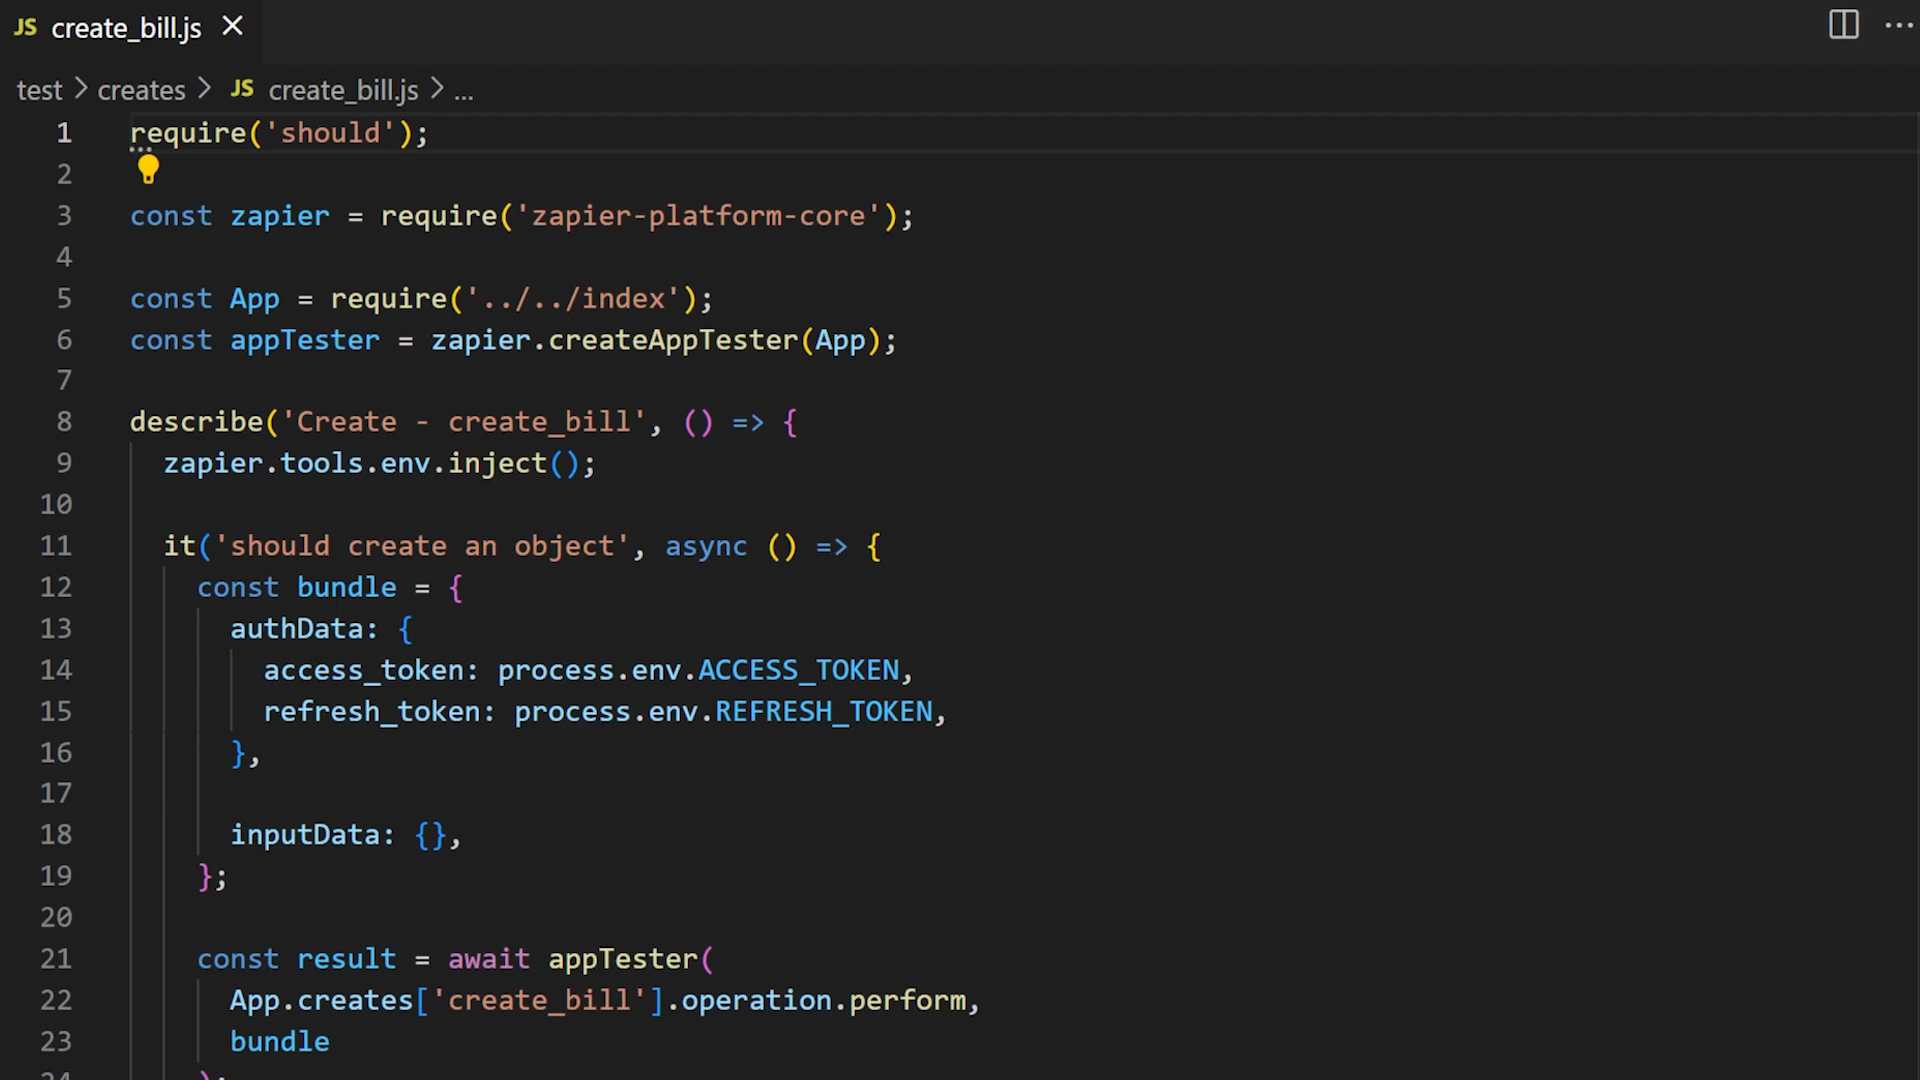 JS create_bill.js
test > creates > JS create_bill.js > ...
1 require('should');
2
3 const zapier = require('zapier-platform-core');
4
5 const App = require('../../index');
6 const appTester = zapier.createAppTester(App);
7
8 describe('Create - create_bill', () => {
9 zapier.tools.env.inject();
10
11 it('should create an object', async () => {
12 const bundle = {
13 authData: {
14 access_token: process.env.ACCESS_TOKEN,
15 refresh_token: process.env.REFRESH_TOKEN,
16 },
17
18 inputData: {},
19 };
20
21 const result = await appTester(
22 App.creates['create_bill'].operation.perform,
23 bundle